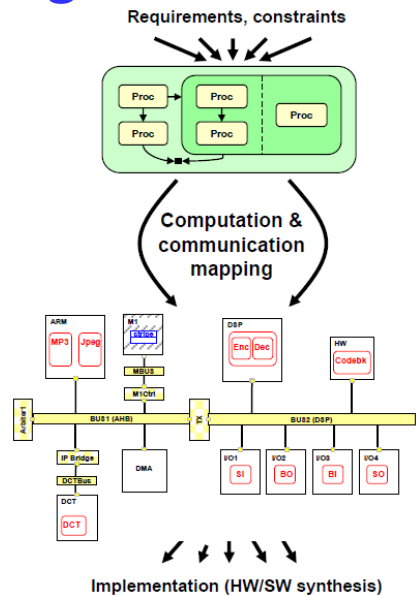 Requirements, constraints
Proc
Proc
Proc
Proc
Proc
Computation &
communication
mapping
ARM
MP3
Jpeg
M1
stripe
MBUS
M1Ctrl
DSP
Enc
Dec
HW
Codebk
Arbiter1
BUS1 (AHB)
TX
BUS2 (DSP)
IP Bridge
DCTBus
DCT
DCT
DMA
I/O1
SI
I/O2
BO
I/O3
BI
I/O4
SO
Implementation (HW/SW synthesis)